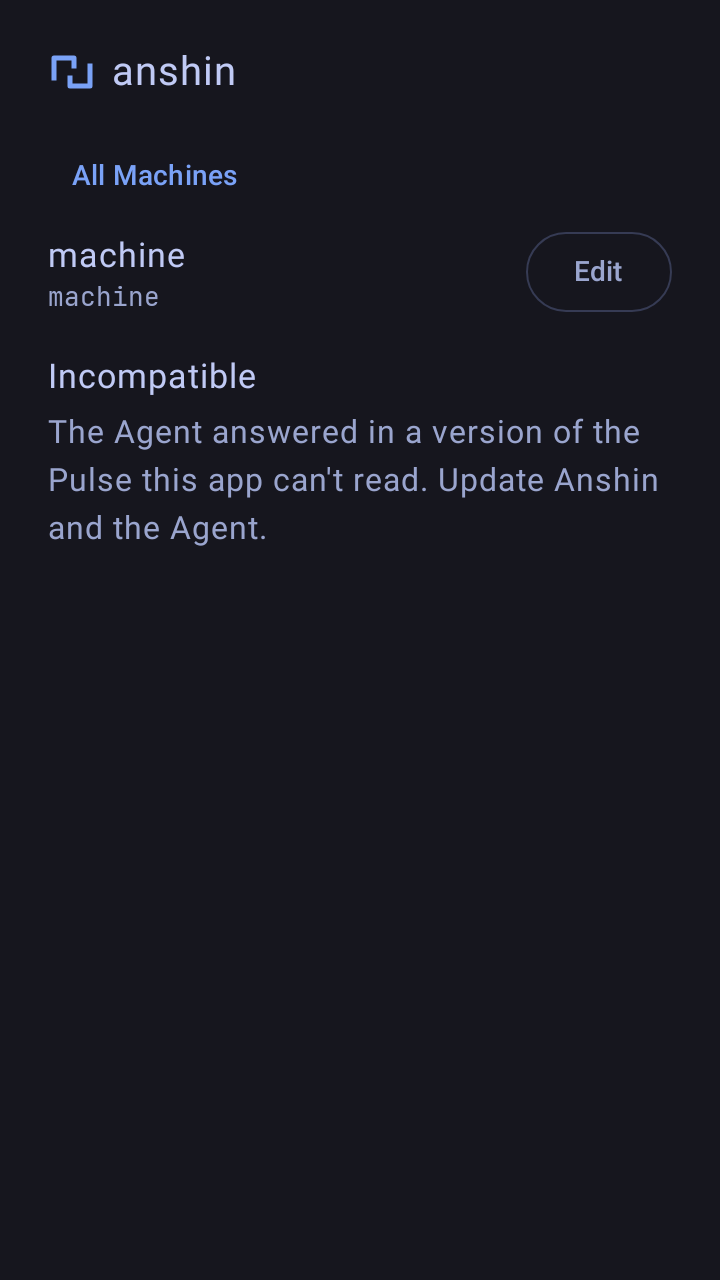 anshin
All Machines
machine
machine
Edit
Incompatible
The Agent answered in a version of the
Pulse this app can't read. Update Anshin
and the Agent.